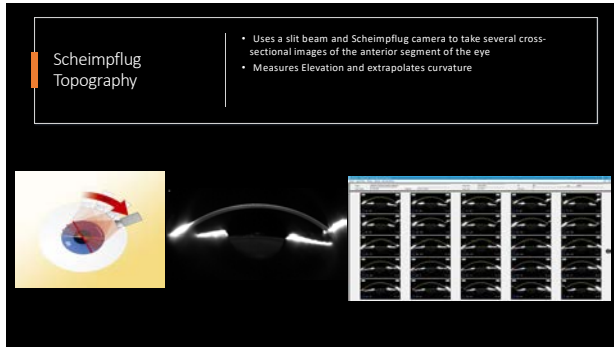 Scheimpflug
Topography
• Uses a slit beam and Scheimpflug camera to take several cross-
sectional images of the anterior segment of the eye
• Measures Elevation and extrapolates curvature